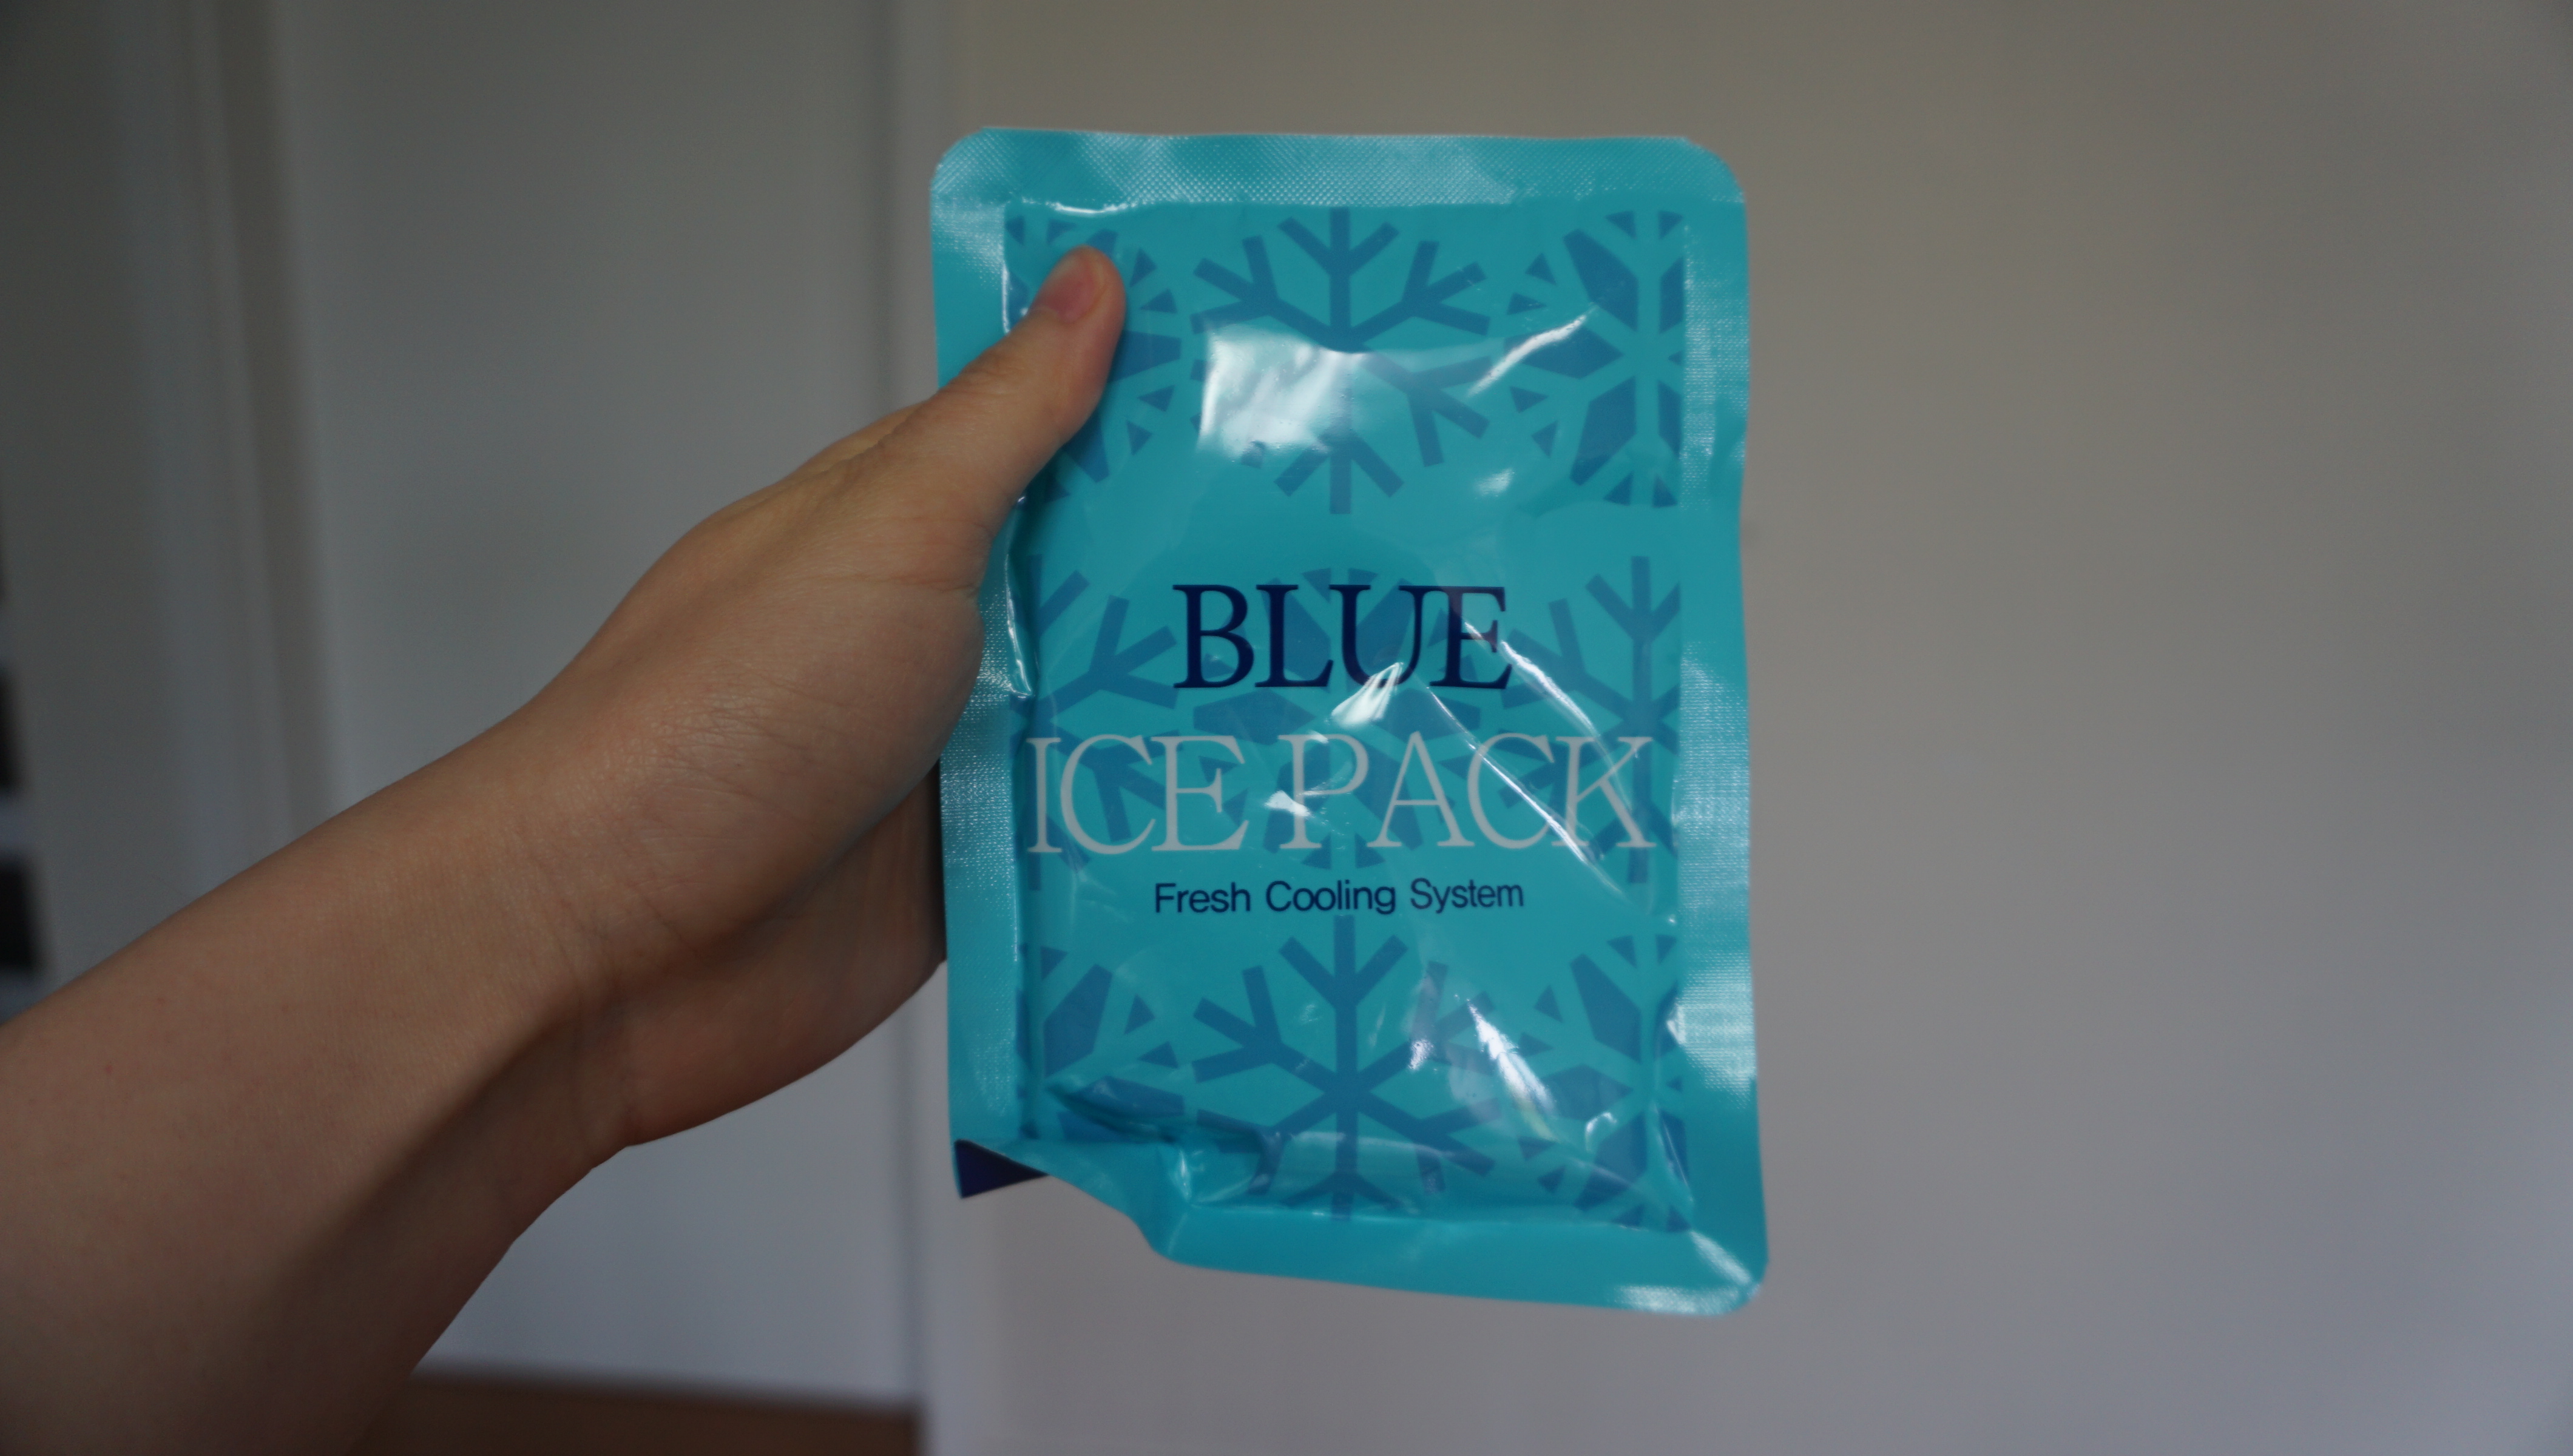 BLUE
ICE PACK
Fresh Cooling System